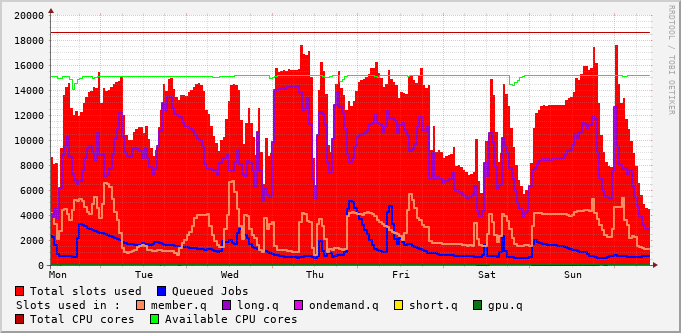 20000
18000
16000
14000
12000
10000
8000
6000
4000
2000
0
Mon Tue Wed Thu Fri Sat Sun
RRDTOOL / TOBI OETIKER
Total slots used Queued Jobs
Slots used in : member.q long.q ondemand.q short.q gpu.q
Total CPU cores Available CPU cores